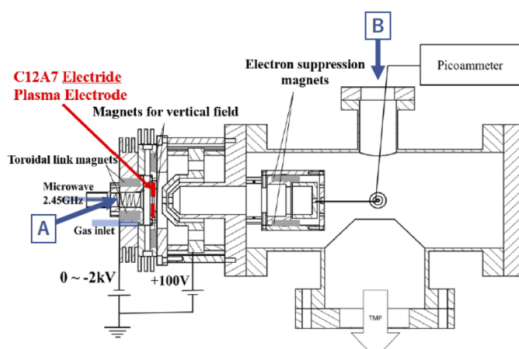 B
Picoammeter
Electron suppression
magnets
C12A7 Electride
Plasma Electrode
Magnets for vertical field
Toroidal link magnets
Microwave
2.45GHz
A
Gas inlet
0 ~ -2kV
+100V
TMP